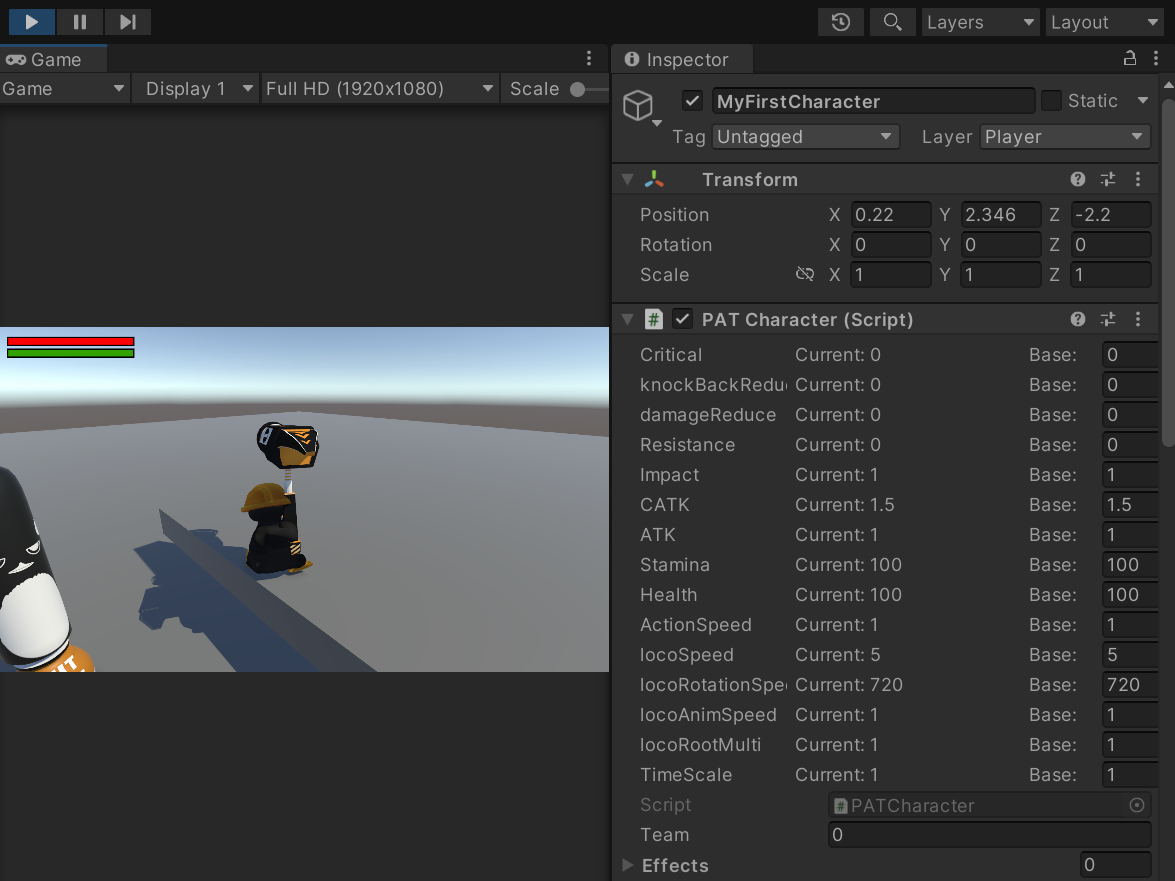 Layers
Layout
Game
Inspector
Game
Display 1
Full HD (1920x1080)
Scale
MyFirstCharacter
Static
Tag
Untagged
Layer
Player
Transform
Position X 0.22 Y 2.346 Z -2.2
Rotation X 0 Y 0 Z 0
Scale X 1 Y 1 Z 1
# PAT Character (Script)
Critical Current: 0 Base: 0
knockBackRedu Current: 0 Base: 0
damageReduce Current: 0 Base: 0
Resistance Current: 0 Base: 0
Impact Current: 1 Base: 1
CATK Current: 1.5 Base: 1.5
ATK Current: 1 Base: 1
Stamina Current: 100 Base: 100
Health Current: 100 Base: 100
ActionSpeed Current: 1 Base: 1
locoSpeed Current: 5 Base: 5
locoRotationSpe Current: 720 Base: 720
locoAnimSpeed Current: 1 Base: 1
locoRootMulti Current: 1 Base: 1
TimeScale Current: 1 Base: 1
Script # PATCharacter
Team 0
Effects 0